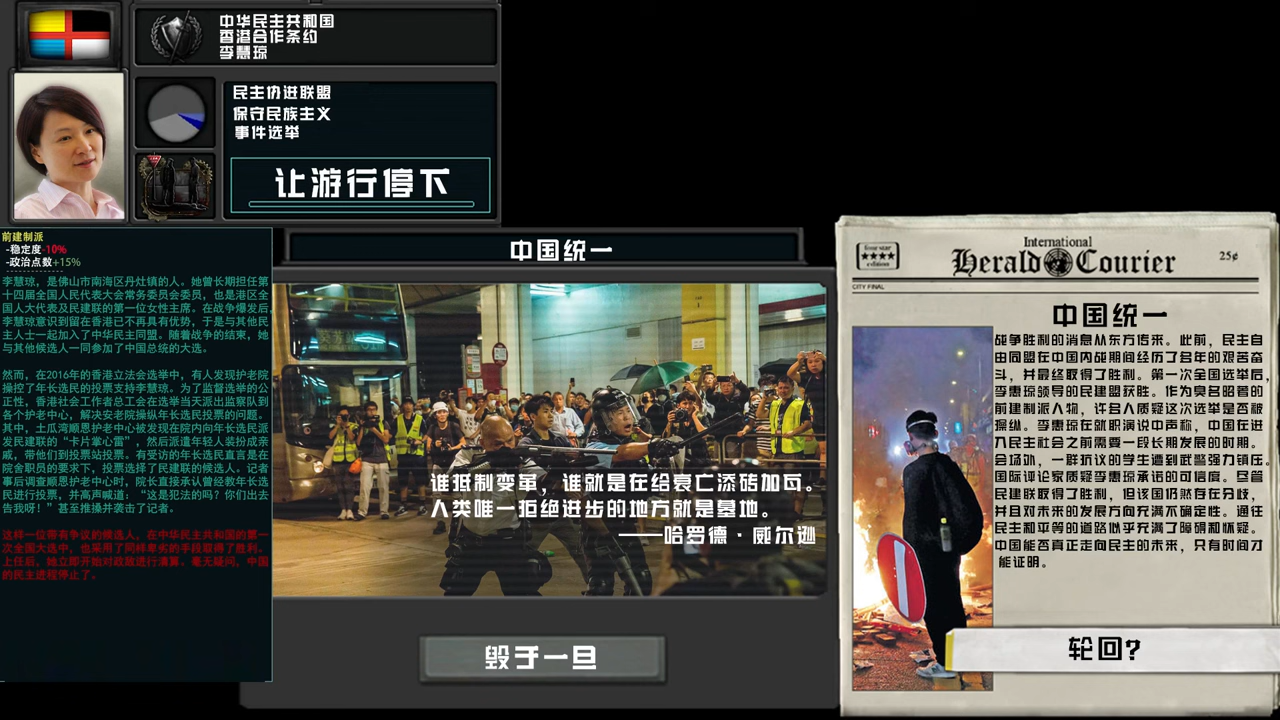 中华民主共和国
香港合作条约
李慧琼
民主协进联盟
保守民族主义
事件选举
让游行停下
前建制派
-稳定度-10%
-政治点数+15%
李慧琼，是佛山市南海区丹灶镇的人。她曾长期担任第
十四届全国人民代表大会常务委员会委员，也是港区全
国人大代表及民建联的第一位女性主席。在战争爆发后，
李慧琼意识到留在香港已不再具有优势，于是与其他民
主人士一起加入了中华民主同盟。随着战争的结束，她
与其他候选人一同参加了中国总统的大选。
然而，在2016年的香港立法会选举中，有人发现护老院
操控了年长选民的投票支持李慧琼。为了监督选举的公
正性，香港社会工作者总工会在选举当天派出监察队到
各个护老中心，解决安老院操纵年长选民投票的问题。
其中，土瓜湾顺恩护老中心被发现在院内向年长选民派
发民建联的“卡片掌心雷”，然后派遣年轻人装扮成亲
戚，带他们到投票站投票。有受访的年长选民直言是在
院舍职员的要求下，投票选择了民建联的候选人。记者
事后调查顺恩护老中心时，院长直接承认曾经教年长选
民进行投票，并高声喊道：“这是犯法的吗？你们出去
告我呀！”甚至推搡并袭击了记者。
这样一位带有争议的候选人，在中华民主共和国的第一
次全国大选中，也采用了同样卑劣的手段取得了胜利。
上任后，她立即开始对政敌进行清算。毫无疑问，中国
的民主进程停止了。
中国统一
谁抵制变革，谁就是在给衰亡添砖加瓦。
人类唯一拒绝进步的地方就是墓地。
——哈罗德·威尔逊
毁于一旦
four star
edition
International
Herald Courier
25¢
CITY FINAL
中国统一
战争胜利的消息从东方传来。此前，民主自
由同盟在中国内战期间经历了多年的艰苦奋
斗，并最终取得了胜利。第一次全国选举后，
李惠琼领导的民建盟获胜。作为臭名昭著的
前建制派人物，许多人质疑这次选举是否被
操纵。李惠琼在就职演说中声称，中国在进
入民主社会之前需要一段长期发展的时期。
会场外，一群抗议的学生遭到武警强力镇压。
国际评论家质疑李惠琼承诺的可信度。尽管
民建联取得了胜利，但该国仍然存在分歧，
并且对未来的发展方向充满不确定性。通往
民主和平等的道路似乎充满了障碍和怀疑。
中国能否真正走向民主的未来，只有时间才
能证明。
轮回？